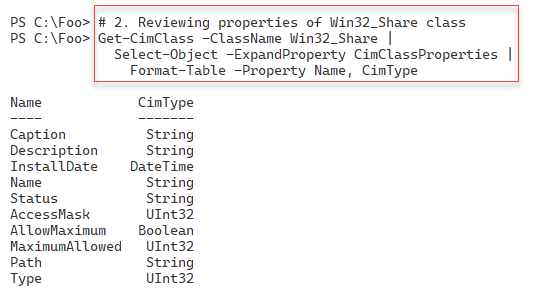 PS C:\Foo> # 2. Reviewing properties of Win32_Share class
PS C:\Foo> Get-CimClass -ClassName Win32_Share |
Select-Object -ExpandProperty CimClassProperties |
Format-Table -Property Name, CimType
Name CimType
---- -------
Caption String
Description String
InstallDate DateTime
Name String
Status String
AccessMask UInt32
AllowMaximum Boolean
MaximumAllowed UInt32
Path String
Type UInt32